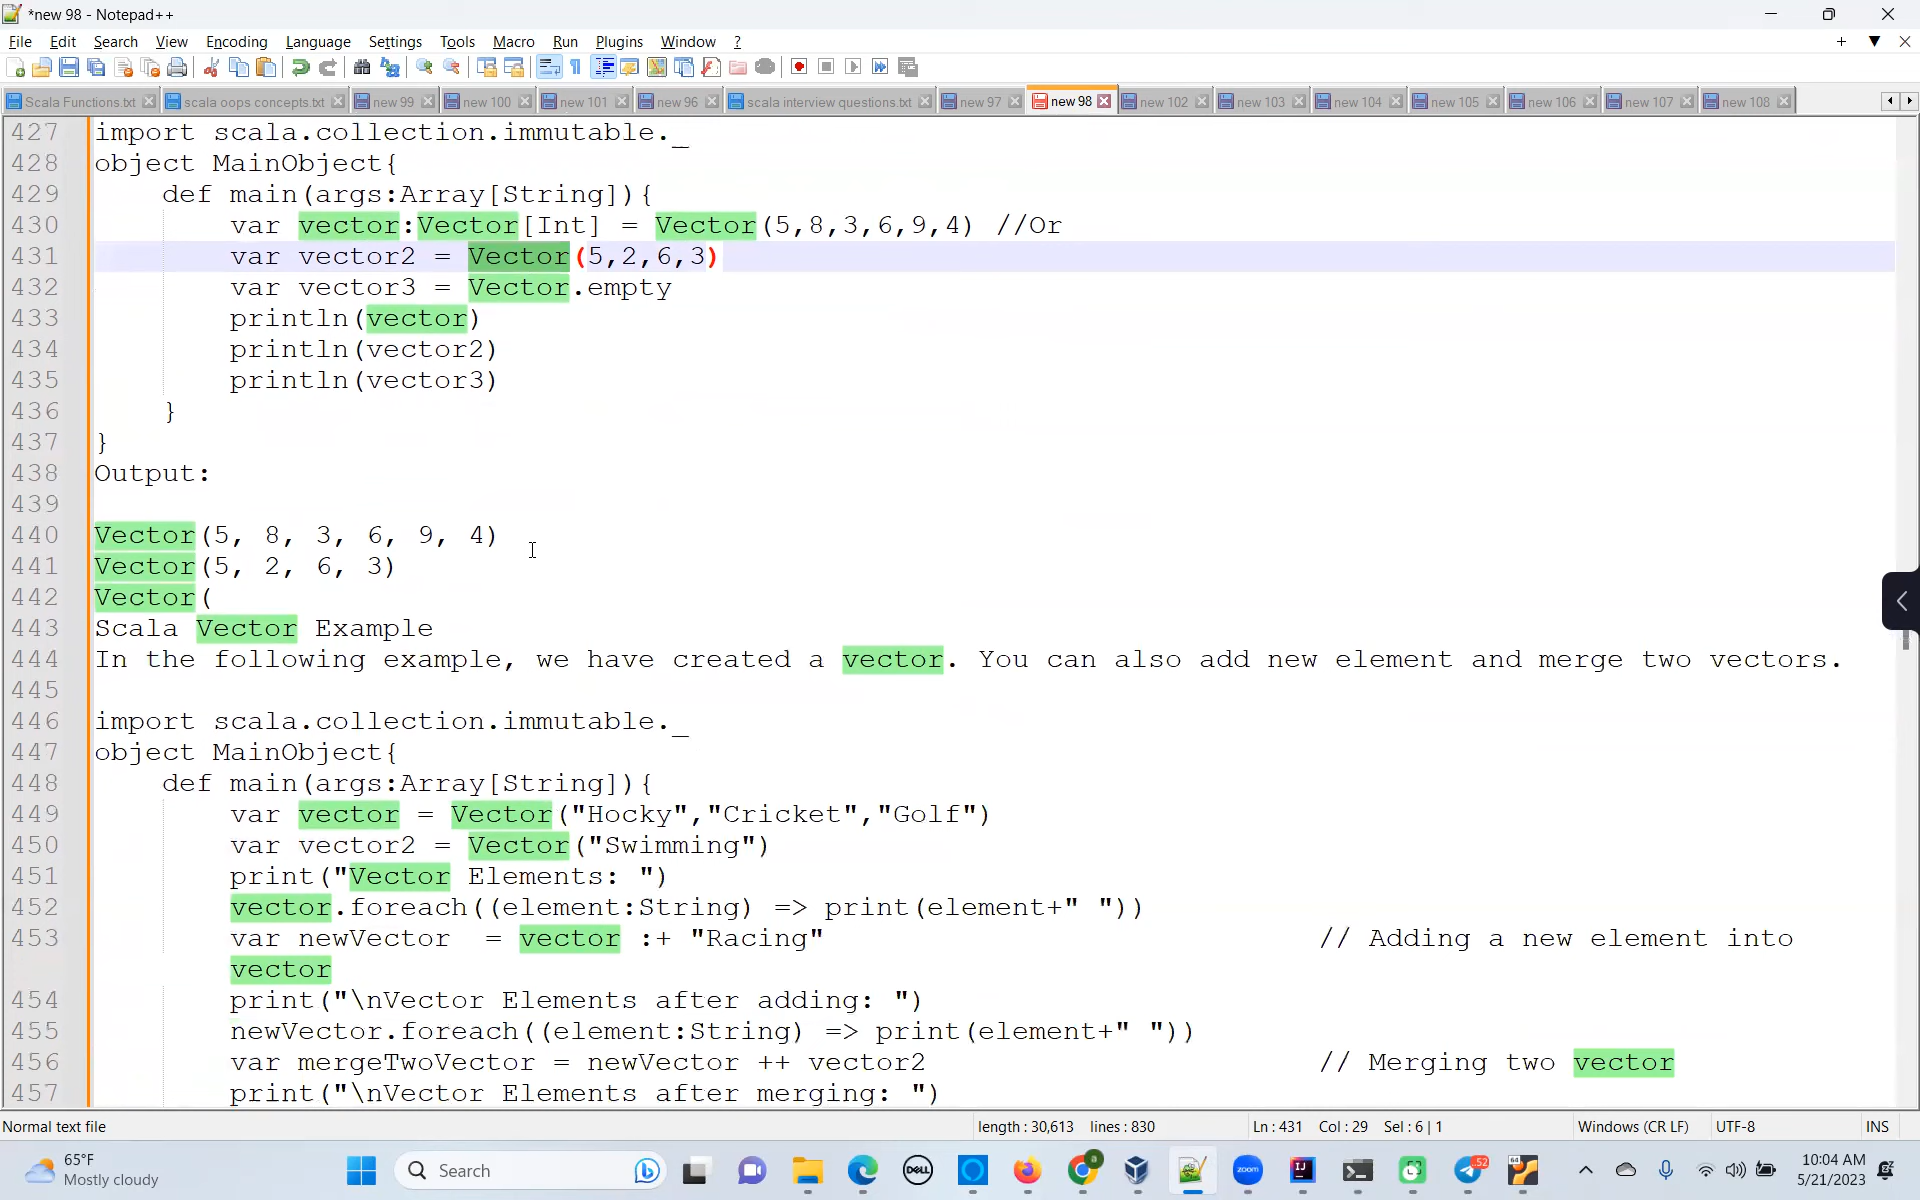 *new 98 - Notepad++
File Edit Search View Encoding Language Settings Tools Macro Run Plugins Window ?
Scala Functions.txt scala oops concepts.txt new 99 new 100 new 101 new 96 scala interview questions.txt new 97 new 98 new 102 new 103 new 104 new 105 new 106 new 107 new 108
427 import scala.collection.immutable._
428 object MainObject{
429 def main(args:Array[String]){
430 var vector:Vector[Int] = Vector(5,8,3,6,9,4) //Or
431 var vector2 = Vector(5,2,6,3)
432 var vector3 = Vector.empty
433 println(vector)
434 println(vector2)
435 println(vector3)
436 }
437 }
438 Output:
439
440 Vector(5, 8, 3, 6, 9, 4)
441 Vector(5, 2, 6, 3)
442 Vector(
443 Scala Vector Example
444 In the following example, we have created a vector. You can also add new element and merge two vectors.
445
446 import scala.collection.immutable._
447 object MainObject{
448 def main(args:Array[String]){
449 var vector = Vector("Hocky","Cricket","Golf")
450 var vector2 = Vector("Swimming")
451 print("Vector Elements: ")
452 vector.foreach((element:String) => print(element+" "))
453 var newVector = vector :+ "Racing" // Adding a new element into
vector
454 print("\nVector Elements after adding: ")
455 newVector.foreach((element:String) => print(element+" "))
456 var mergeTwoVector = newVector ++ vector2 // Merging two vector
457 print("\nVector Elements after merging: ")
Normal text file length : 30,613 lines : 830 Ln : 431 Col : 29 Sel : 6 | 1 Windows (CR LF) UTF-8 INS
65°F
Mostly cloudy
Search
DELL
zoom
IJ
52
64
a
10:04 AM
5/21/2023